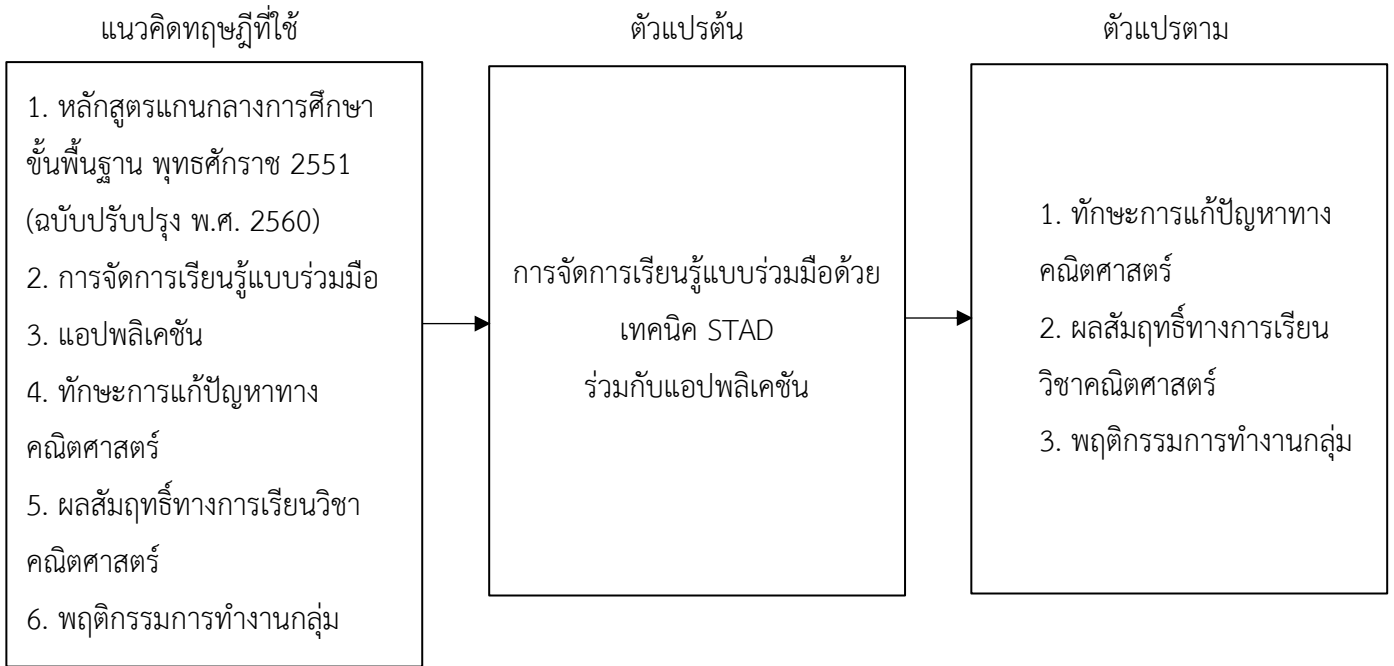 แนวคิดทฤษฎีที่ใช้
1. หลักสูตรแกนกลางการศึกษา
ขั้นพื้นฐาน พุทธศักราช 2551
(ฉบับปรับปรุง พ.ศ. 2560)
2. การจัดการเรียนรู้แบบร่วมมือ
3. แอปพลิเคชัน
4. ทักษะการแก้ปัญหาทาง
คณิตศาสตร์
5. ผลสัมฤทธิ์ทางการเรียนวิชา
คณิตศาสตร์
6. พฤติกรรมการทำงานกลุ่ม
ตัวแปรต้น
การจัดการเรียนรู้แบบร่วมมือด้วย
เทคนิค STAD
ร่วมกับแอปพลิเคชัน
ตัวแปรตาม
1. ทักษะการแก้ปัญหาทาง
คณิตศาสตร์
2. ผลสัมฤทธิ์ทางการเรียน
วิชาคณิตศาสตร์
3. พฤติกรรมการทำงานกลุ่ม